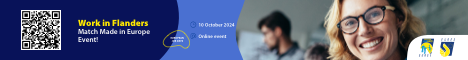 Work in Flanders
Match Made in Europe
Event!
10 October 2024
Online event